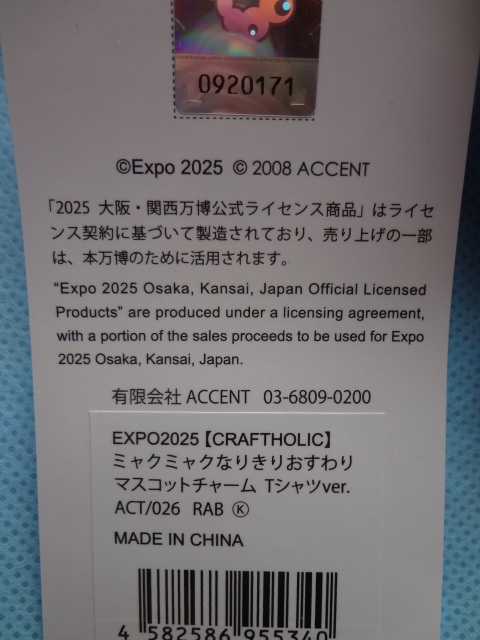 0920171
©Expo 2025 © 2008 ACCENT
「2025 大阪・関西万博公式ライセンス商品」はライセ
ンス契約に基づいて製造されており、売り上げの一部
は、本万博のために活用されます。
“Expo 2025 Osaka, Kansai, Japan Official Licensed
Products” are produced under a licensing agreement,
with a portion of the sales proceeds to be used for Expo
2025 Osaka, Kansai, Japan.
有限会社 ACCENT 03-6809-0200
EXPO2025【CRAFTHOLIC】
ミャクミャクなりきりおすわり
マスコットチャーム Tシャツver.
ACT/026 RAB Ⓚ
MADE IN CHINA
4 582586 955340